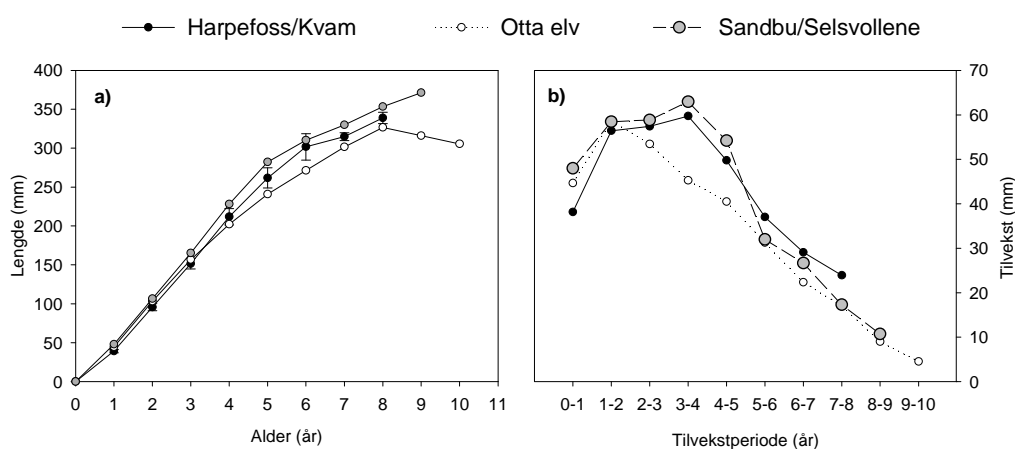 Harpefoss/Kvam Otta elv Sandbu/Selsvollene
a)
400
350
300
250
200
150
100
50
0
Lengde (mm)
0 1 2 3 4 5 6 7 8 9 10 11
Alder (år)
b)
70
60
50
40
30
20
10
0
Tilvekst (mm)
0-1 1-2 2-3 3-4 4-5 5-6 6-7 7-8 8-9 9-10
Tilvekstperiode (år)